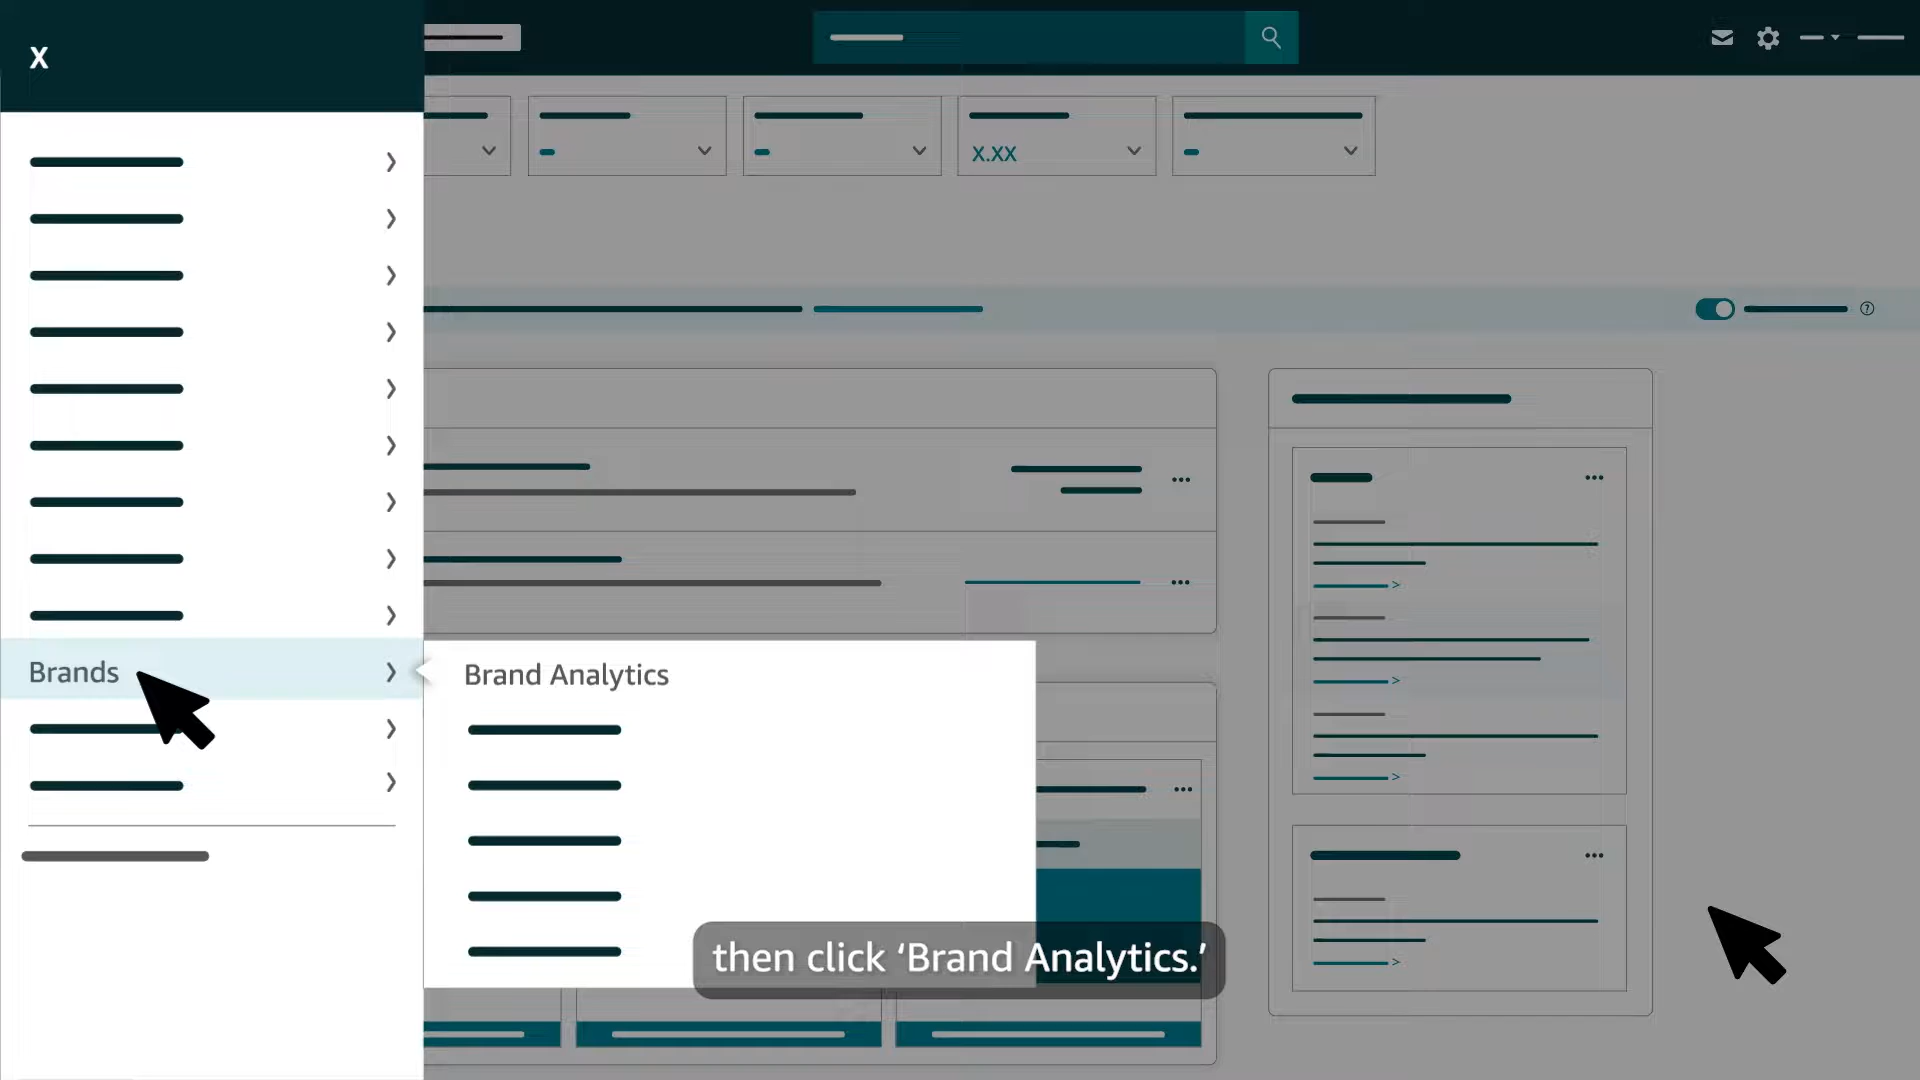 X
X.XX
Brands
Brand Analytics
then click ‘Brand Analytics.’